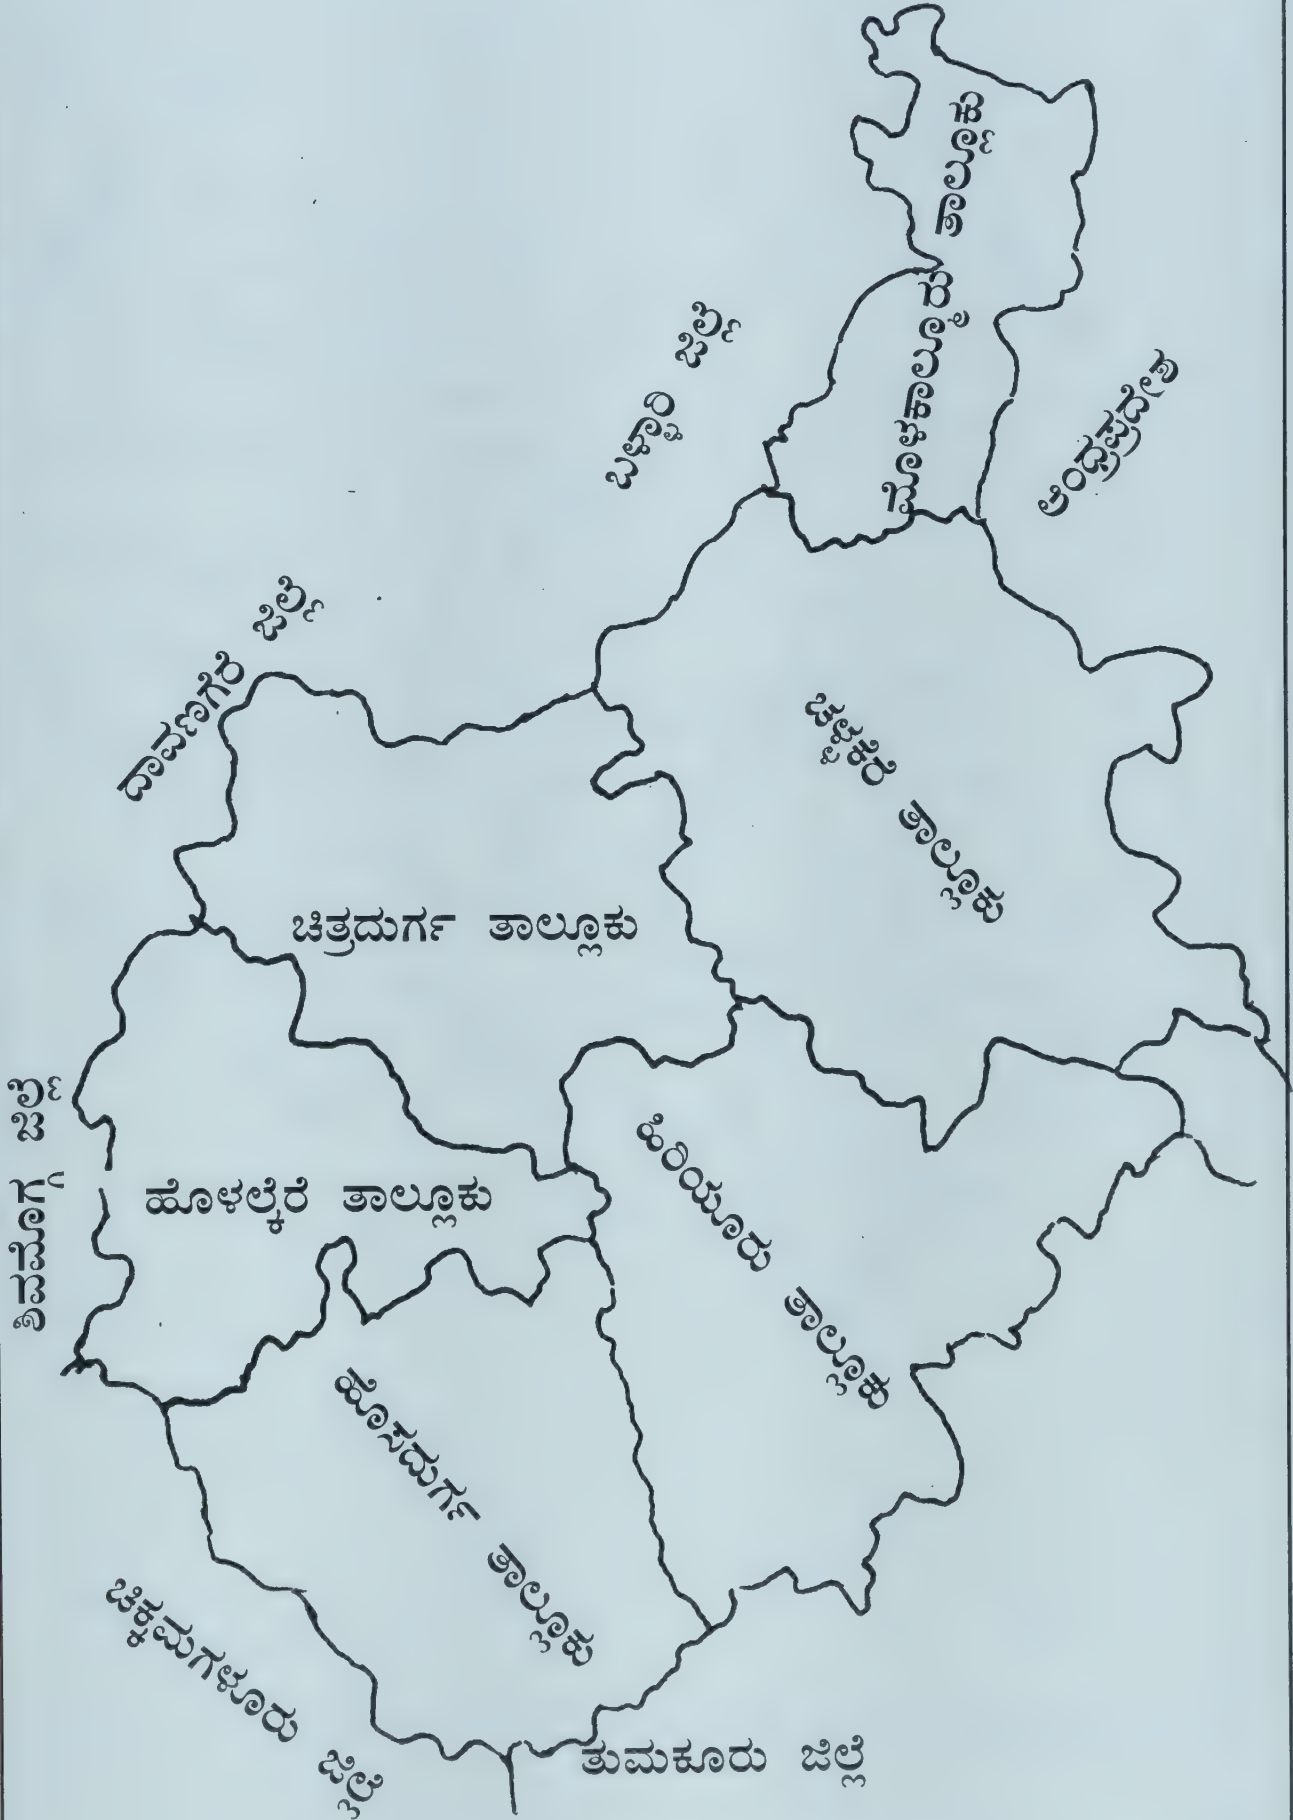 ಮೊಳಕಾಲ್ಮೂರು ತಾಲ್ಲೂಕು
ಬಳ್ಳಾರಿ ಜಿಲ್ಲೆ
ಆಂಧ್ರಪ್ರದೇಶ
ದಾವಣಗೆರೆ ಜಿಲ್ಲೆ
ಚಳ್ಳಕೆರೆ ತಾಲ್ಲೂಕು
ಚಿತ್ರದುರ್ಗ ತಾಲ್ಲೂಕು
ಶಿವಮೊಗ್ಗ ಜಿಲ್ಲೆ
ಹೊಳಲ್ಕೆರೆ ತಾಲ್ಲೂಕು
ಹಿರಿಯೂರು ತಾಲ್ಲೂಕು
ಹೊಸದುರ್ಗ ತಾಲ್ಲೂಕು
ಚಿಕ್ಕಮಗಳೂರು ಜಿಲ್ಲೆ
ತುಮಕೂರು ಜಿಲ್ಲೆ